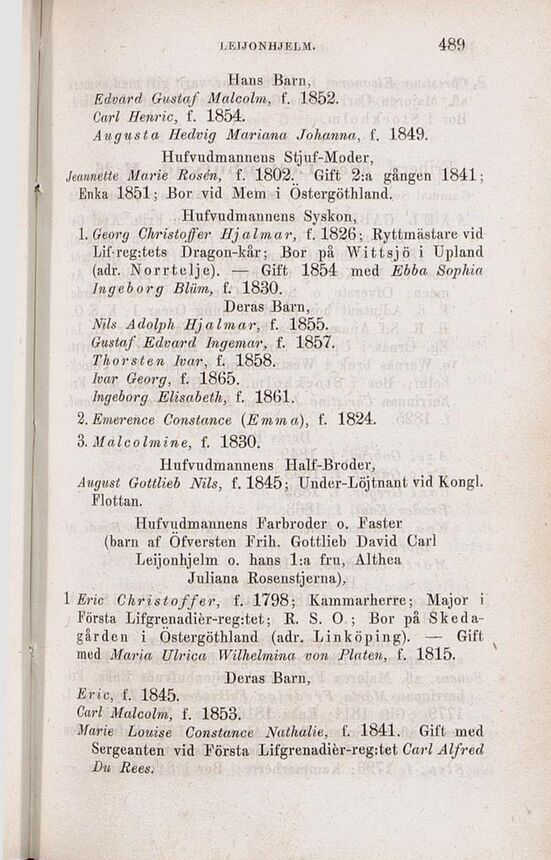 LEIJONHJELM. 489
Hans Barn,
Edvard Gustaf Malcolm, f. 1852.
Carl Henric, f. 1854.
Augusta Hedvig Mariana Johanna, f. 1849.
Hufvudmannens Stjuf-Moder,
Jeannette Marie Rosén, f. 1802. Gift 2:a gången 1841;
Enka 1851; Bor vid Mem i Östergöthland.
Hufvudmannens Syskon,
1. Georg Christoffer Hjalmar, f. 1826; Ryttmästare vid
Lif-reg:tets Dragon-kår; Bor på Wittsjö i Upland
(adr. Norrtelje). — Gift 1854 med Ebba Sophia
Ingeborg Blüm, f. 1830.
Deras Barn,
Nils Adolph Hjalmar, f. 1855.
Gustaf Edvard Ingemar, f. 1857.
Thorsten Ivar, f. 1858.
Ivar Georg, f. 1865.
Ingeborg Elisabeth, f. 1861.
2. Emerence Constance (Emma), f. 1824.
3. Malcolmine, f. 1830.
Hufvudmannens Half-Broder,
August Gottlieb Nils, f. 1845; Under-Löjtnant vid Kongl.
Flottan.
Hufvudmannens Farbroder o. Faster
(barn af Öfversten Frih. Gottlieb David Carl
Leijonhjelm o. hans 1:a fru, Althea
Juliana Rosenstjerna),
1 Eric Christoffer, f. 1798; Kammarherre; Major i
Första Lifgrenadièr-reg:tet; R. S. O.; Bor på Skeda-
gården i Östergöthland (adr. Linköping). — Gift
med Maria Ulrica Wilhelmina von Platen, f. 1815.
Deras Barn,
Eric, f. 1845.
Carl Malcolm, f. 1853.
Marie Louise Constance Nathalie, f. 1841. Gift med
Sergeanten vid Första Lifgrenadièr-reg:tet Carl Alfred
Du Rees.